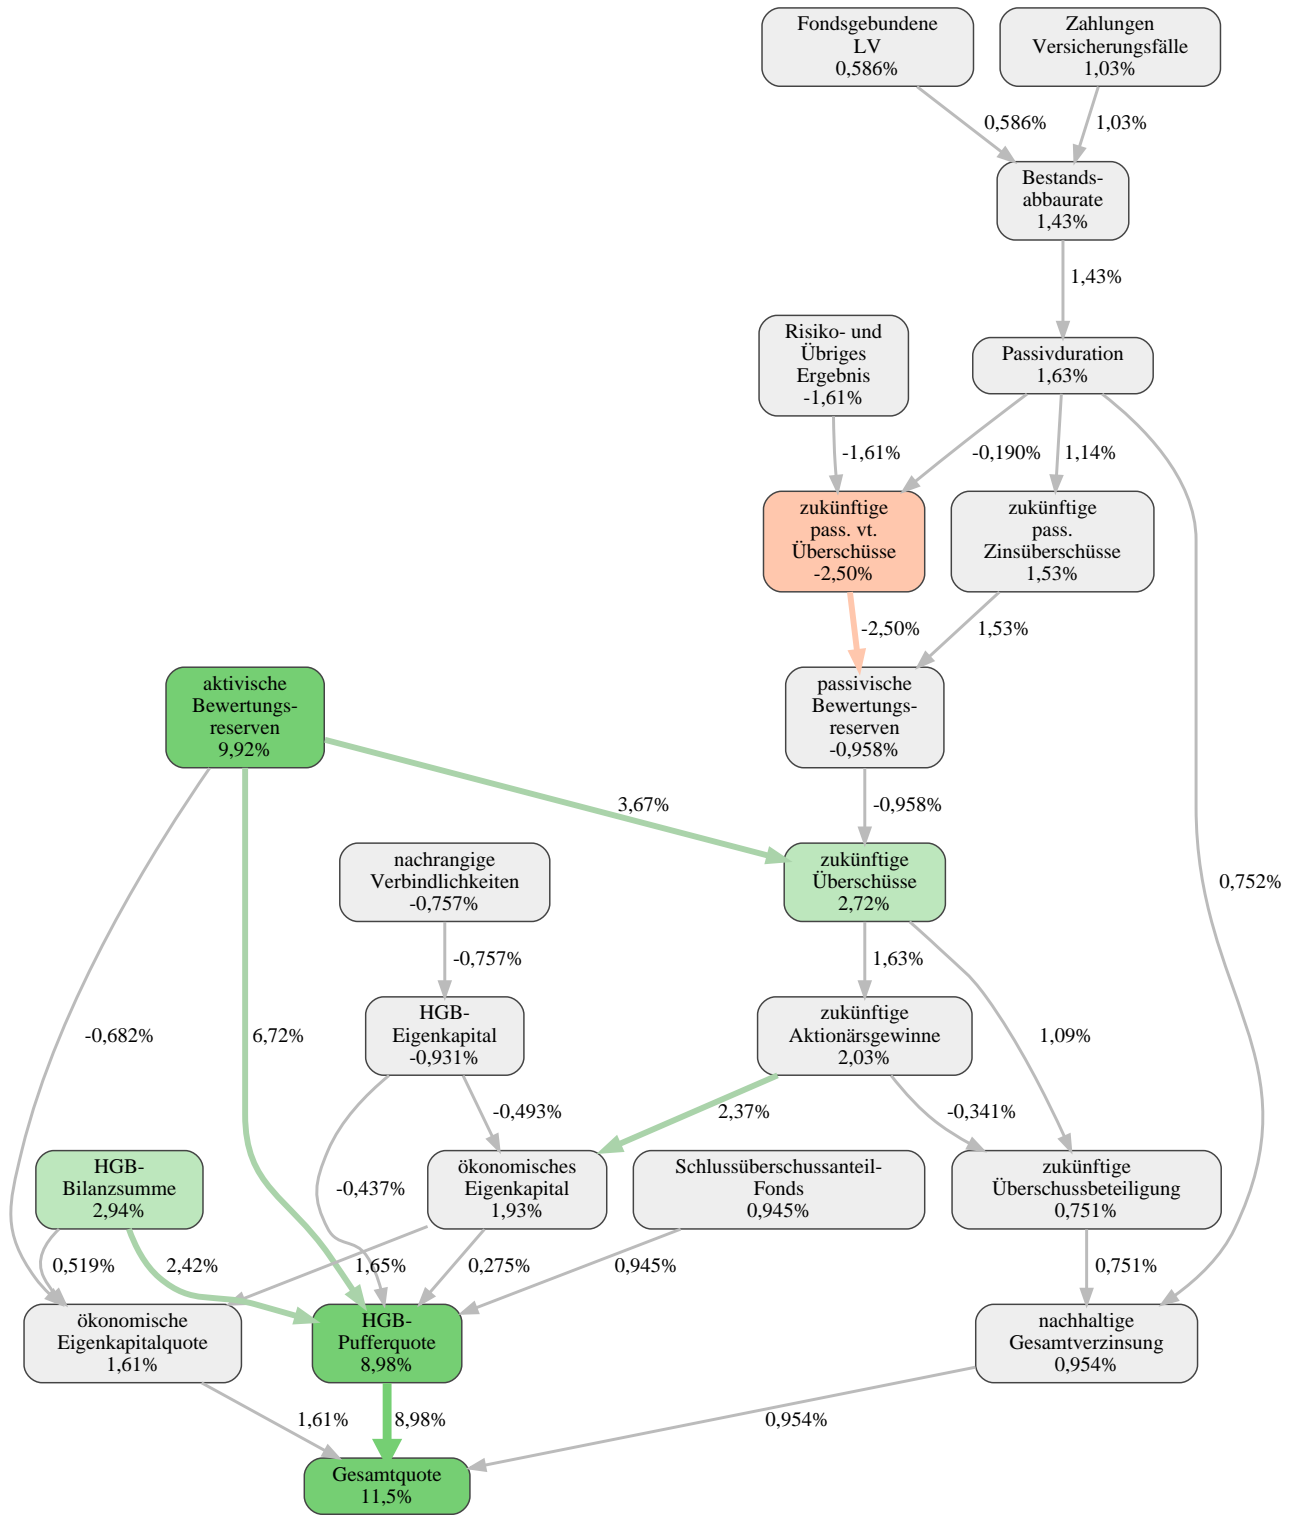 Fondsgebundene
LV
0,586%
Zahlungen
Versicherungsfälle
1,03%
0,586%
1,03%
Bestands-
abbaurate
1,43%
1,43%
Risiko- und
Übriges
Ergebnis
-1,61%
Passivduration
1,63%
-1,61%
-0,190%
1,14%
zukünftige
pass. vt.
Überschüsse
-2,50%
zukünftige
pass.
Zinsüberschüsse
1,53%
-2,50%
1,53%
aktivische
Bewertungs-
reserven
9,92%
passivische
Bewertungs-
reserven
-0,958%
3,67%
-0,958%
nachrangige
Verbindlichkeiten
-0,757%
zukünftige
Überschüsse
2,72%
0,752%
-0,757%
1,63%
HGB-
Eigenkapital
-0,931%
zukünftige
Aktionärsgewinne
2,03%
-0,682%
6,72%
1,09%
-0,493%
2,37%
-0,341%
HGB-
Bilanzsumme
2,94%
-0,437%
ökonomisches
Eigenkapital
1,93%
Schlussüberschussanteil-
Fonds
0,945%
zukünftige
Überschussbeteiligung
0,751%
0,519%
2,42%
1,65%
0,275%
0,945%
0,751%
ökonomische
Eigenkapitalquote
1,61%
HGB-
Pufferquote
8,98%
nachhaltige
Gesamtverzinsung
0,954%
1,61%
8,98%
0,954%
Gesamtquote
11,5%